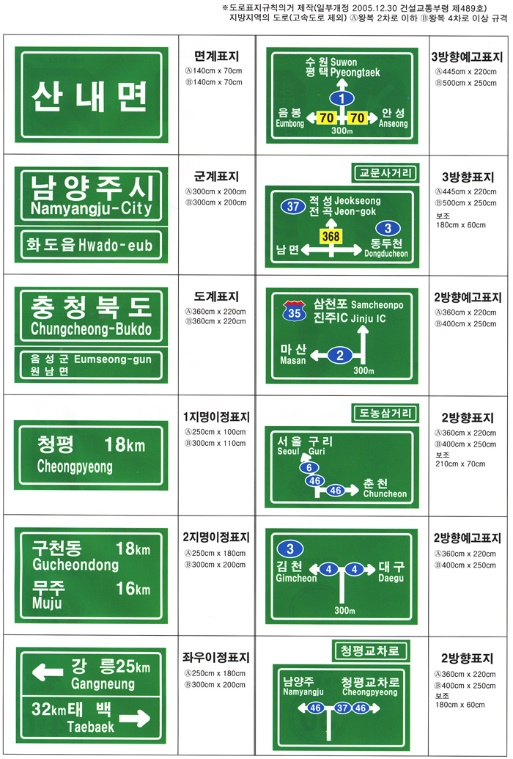 ※도로표지규칙의거 제작(일부개정 2005.12.30 건설교통부령 제489호)
지방지역의 도로(고속도로 제외) Ⓐ왕복 2차로 이하 Ⓑ왕복 4차로 이상 규격
산내면
면계표지
Ⓐ140cm x 70cm
Ⓑ140cm x 70cm
수원 Suwon
평택 Pyeongtaek
1
음봉
Eumbong
70
70
안성
Anseong
300m
3방향예고표지
Ⓐ445cm x 220cm
Ⓑ500cm x 250cm
남양주시
Namyangju-City
화도읍 Hwado-eub
군계표지
Ⓐ300cm x 200cm
Ⓑ300cm x 200cm
교문사거리
37
적성 Jeokseong
전곡 Jeon-gok
3
368
남면
동두천
Dongducheon
3방향표지
Ⓐ445cm x 220cm
Ⓑ500cm x 250cm
보조
180cm x 60cm
충청북도
Chungcheong-Bukdo
음성군 Eumseong-gun
원남면
도계표지
Ⓐ360cm x 220cm
Ⓑ360cm x 220cm
35
삼천포 Samcheonpo
진주IC Jinju IC
마산
Masan
2
300m
2방향예고표지
Ⓐ360cm x 220cm
Ⓑ400cm x 250cm
청평 18km
Cheongpyeong
1지명이정표지
Ⓐ250cm x 100cm
Ⓑ300cm x 110cm
도농삼거리
서울 구리
Seoul Guri
6
46
46
춘천
Chuncheon
2방향표지
Ⓐ360cm x 220cm
Ⓑ400cm x 250cm
보조
210cm x 70cm
구천동 18km
Gucheondong
무주 16km
Muju
2지명이정표지
Ⓐ250cm x 180cm
Ⓑ300cm x 200cm
3
김천
Gimcheon
4
4
대구
Daegu
300m
2방향예고표지
Ⓐ360cm x 220cm
Ⓑ400cm x 250cm
강릉 25km
Gangneung
32km 태백
Taebaek
좌우이정표지
Ⓐ250cm x 180cm
Ⓑ300cm x 200cm
청평교차로
남양주
Namyangju
청평교차로
Cheongpyeong
46
37
46
2방향표지
Ⓐ360cm x 220cm
Ⓑ400cm x 250cm
보조
180cm x 60cm